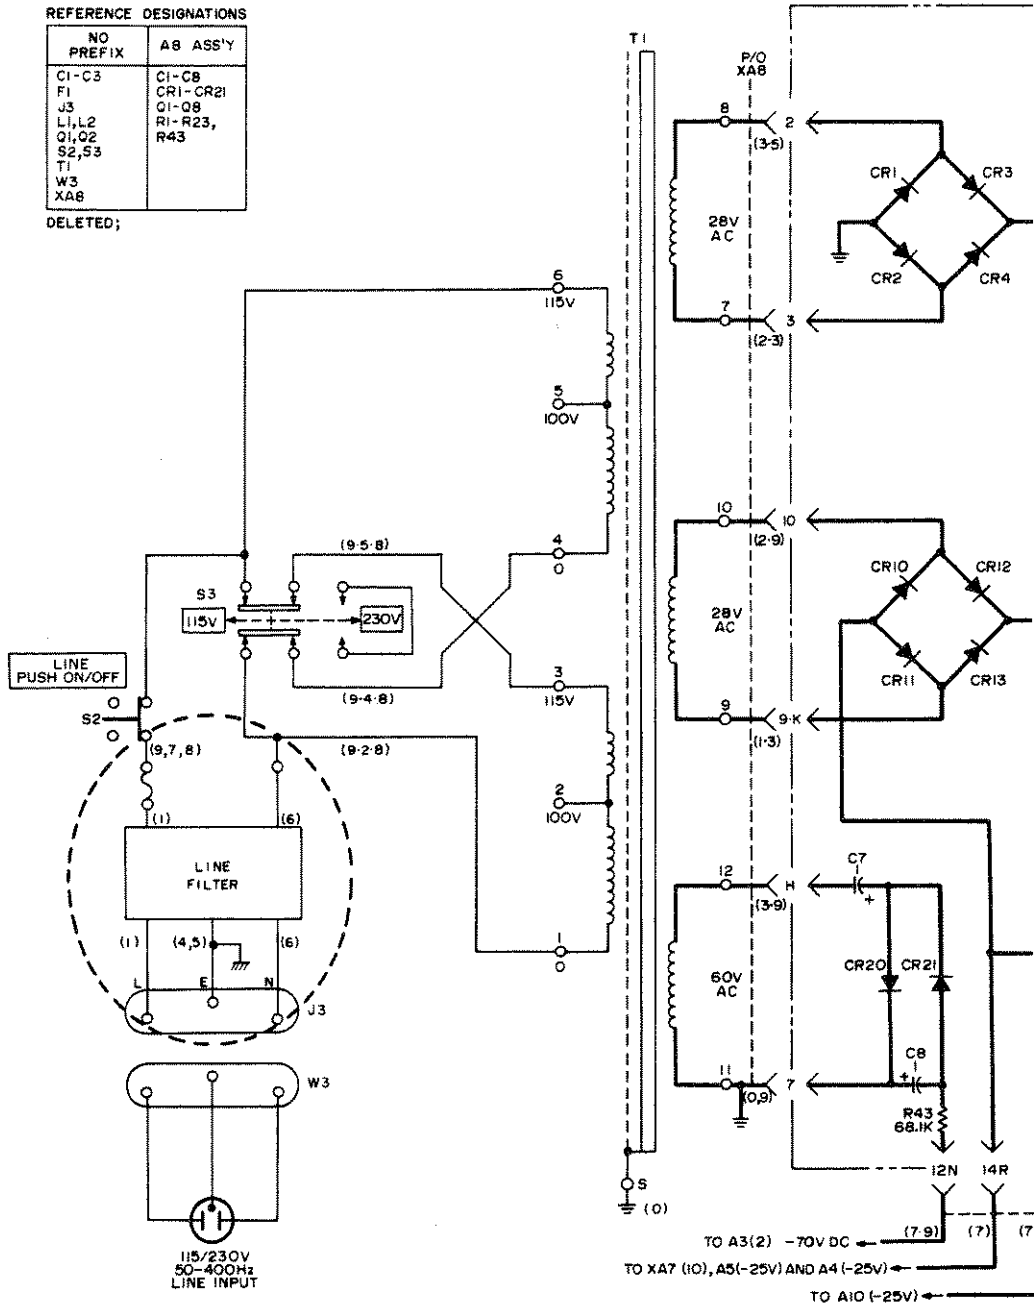 REFERENCE DESIGNATIONS
NO PREFIX
A8 ASS'Y
C1-C3
F1
J3
L1,L2
Q1,Q2
S2,S3
T1
W3
XA8
C1-C8
CR1-CR21
Q1-Q8
R1-R23,
R43
DELETED;
T1
P/O
XA8
8
2
(3-5)
CR1
CR3
28V
AC
CR2
CR4
7
3
(2-3)
6
115V
5
100V
4
0
10
10
(2-9)
CR10
CR12
28V
AC
CR11
CR13
9
9-K
(1-3)
(9-5-8)
S3
115V
230V
(9-4-8)
3
115V
LINE
PUSH ON/OFF
S2
(9,7,8)
(9-2-8)
2
100V
(1)
(6)
LINE
FILTER
(1)
(4,5)
(6)
1
0
L
E
N
J3
W3
12
H
(3-9)
C7
+
60V
AC
CR20
CR21
11
7
(0,9)
C8
+
R43
68.1K
S
(0)
12N
14R
(7-9)
(7)
(7
TO A3(2) -70V DC
TO XA7 (10), A5(-25V) AND A4 (-25V)
TO A10 (-25V)
115/230V
50-400Hz
LINE INPUT